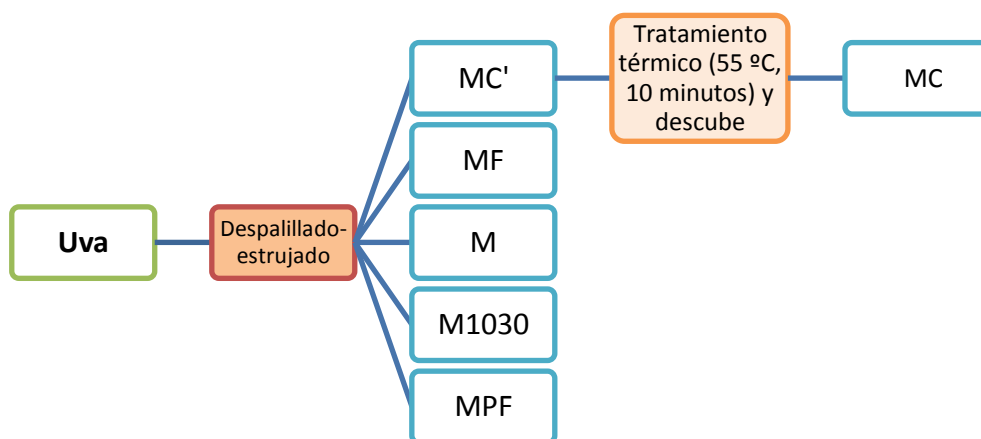 Uva
Despalillado-
estrujado
MC'
MF
M
M1030
MPF
Tratamiento
térmico (55 ºC,
10 minutos) y
descube
MC